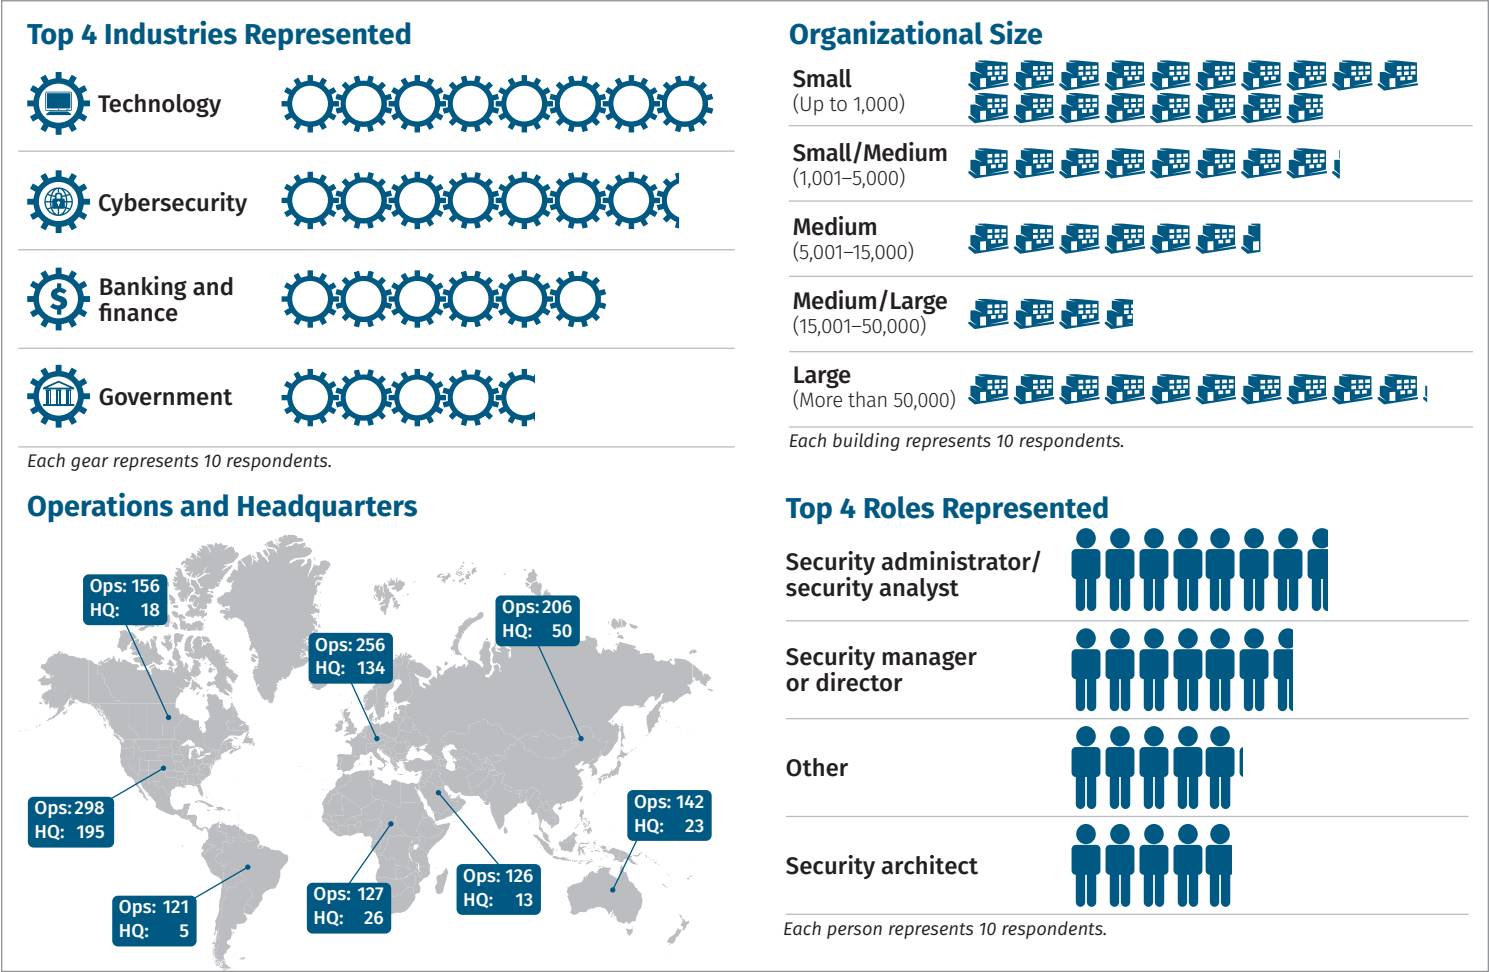 Top 4 Industries Represented
Technology
Cybersecurity
$
Banking and
finance
Government
Each gear represents 10 respondents.
Organizational Size
Small
(Up to 1,000)
Small/Medium
(1,001–5,000)
Medium
(5,001–15,000)
Medium/Large
(15,001–50,000)
Large
(More than 50,000)
Each building represents 10 respondents.
Operations and Headquarters
Ops: 156
HQ: 18
Ops: 256
HQ: 134
Ops: 206
HQ: 50
Ops: 298
HQ: 195
Ops: 142
HQ: 23
Ops: 126
HQ: 13
Ops: 127
HQ: 26
Ops: 121
HQ: 5
Top 4 Roles Represented
Security administrator/
security analyst
Security manager
or director
Other
Security architect
Each person represents 10 respondents.